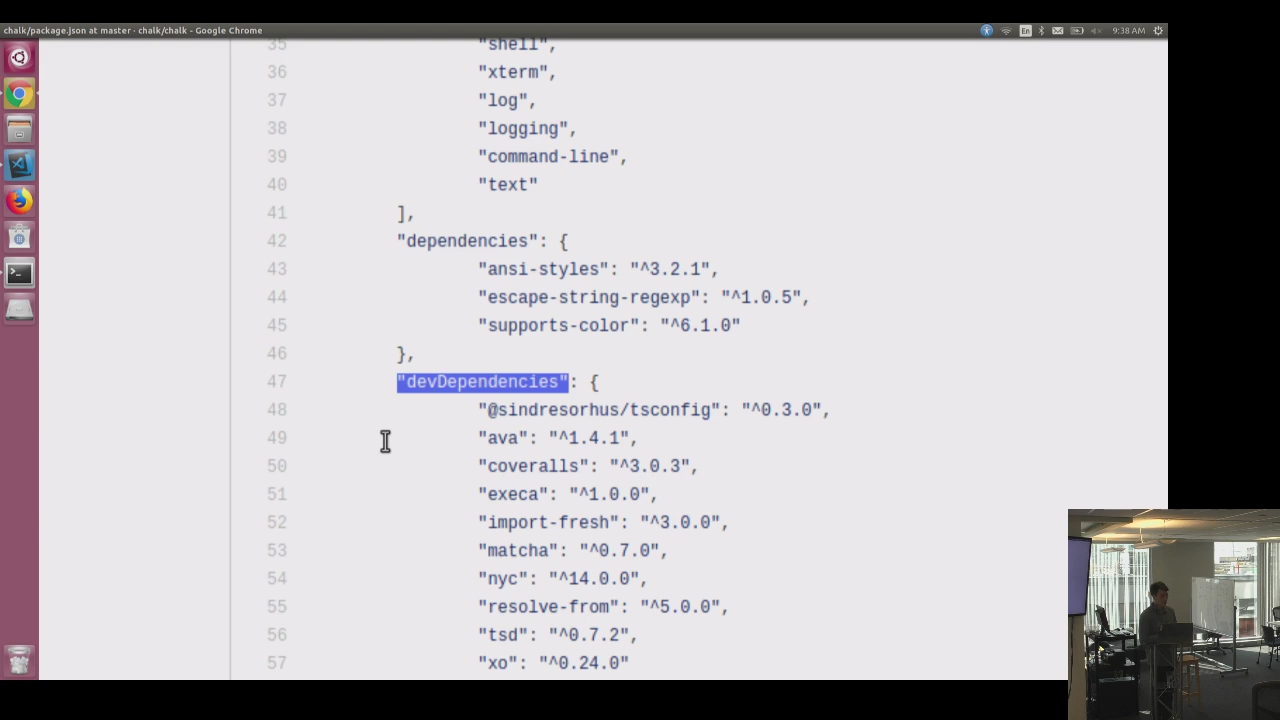 chalk/package.json at master · chalk/chalk - Google Chrome
En
9:38 AM
35 "shell",
36 "xterm",
37 "log",
38 "logging",
39 "command-line",
40 "text"
41 ],
42 "dependencies": {
43 "ansi-styles": "^3.2.1",
44 "escape-string-regexp": "^1.0.5",
45 "supports-color": "^6.1.0"
46 },
47 "devDependencies": {
48 "@sindresorhus/tsconfig": "^0.3.0",
49 "ava": "^1.4.1",
50 "coveralls": "^3.0.3",
51 "execa": "^1.0.0",
52 "import-fresh": "^3.0.0",
53 "matcha": "^0.7.0",
54 "nyc": "^14.0.0",
55 "resolve-from": "^5.0.0",
56 "tsd": "^0.7.2",
57 "xo": "^0.24.0"